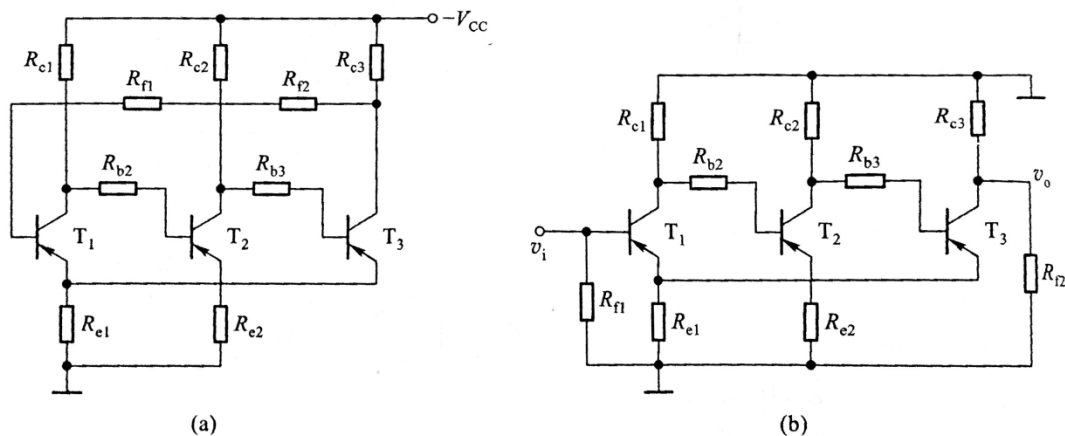 −V_CC
R_c1 R_c2 R_c3
R_f1 R_f2
R_b2 R_b3
T_1 T_2 T_3
R_e1 R_e2
(a)
R_c1 R_c2 R_c3
R_b2 R_b3
v_o
T_1 T_2 T_3
v_i
R_f1 R_e1 R_e2 R_f2
(b)